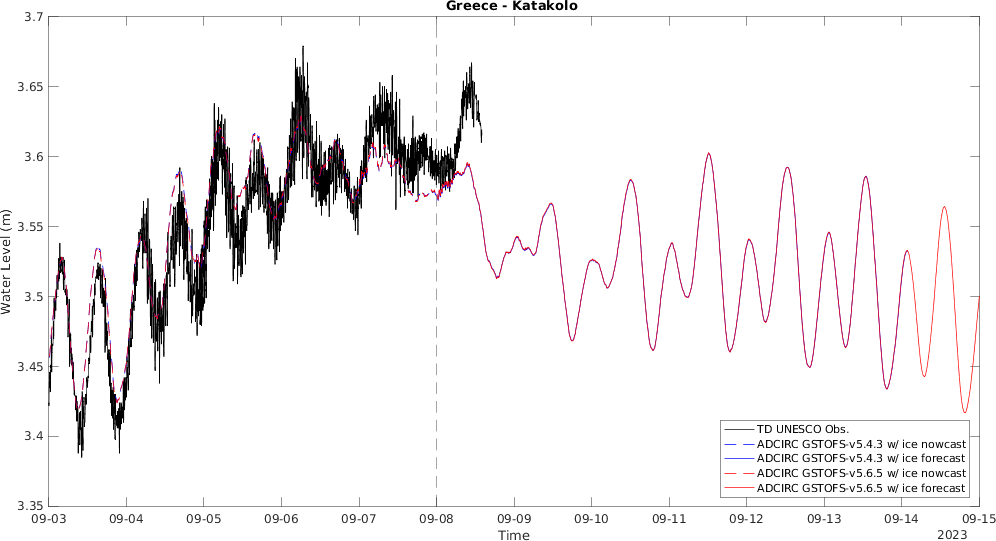 Greece - Katakolo
3.7
3.65
3.6
3.55
3.5
3.45
3.4
3.35
Water Level (m)
TD UNESCO Obs.
ADCIRC GSTOFS-v5.4.3 w/ ice nowcast
ADCIRC GSTOFS-v5.4.3 w/ ice forecast
ADCIRC GSTOFS-v5.6.5 w/ ice nowcast
ADCIRC GSTOFS-v5.6.5 w/ ice forecast
09-03 09-04 09-05 09-06 09-07 09-08 09-09 09-10 09-11 09-12 09-13 09-14 09-15
Time
2023